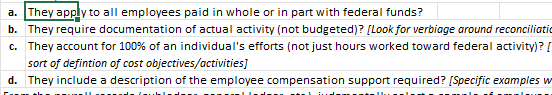 a. They apply to all employees paid in whole or in part with federal funds?
b. They require documentation of actual activity (not budgeted)? [Look for verbiage around reconciliatio
c. They account for 100% of an individual's efforts (not just hours worked toward federal activity)? [
sort of defintion of cost objectives/activities]
d. They include a description of the employee compensation support required? [Specific examples w